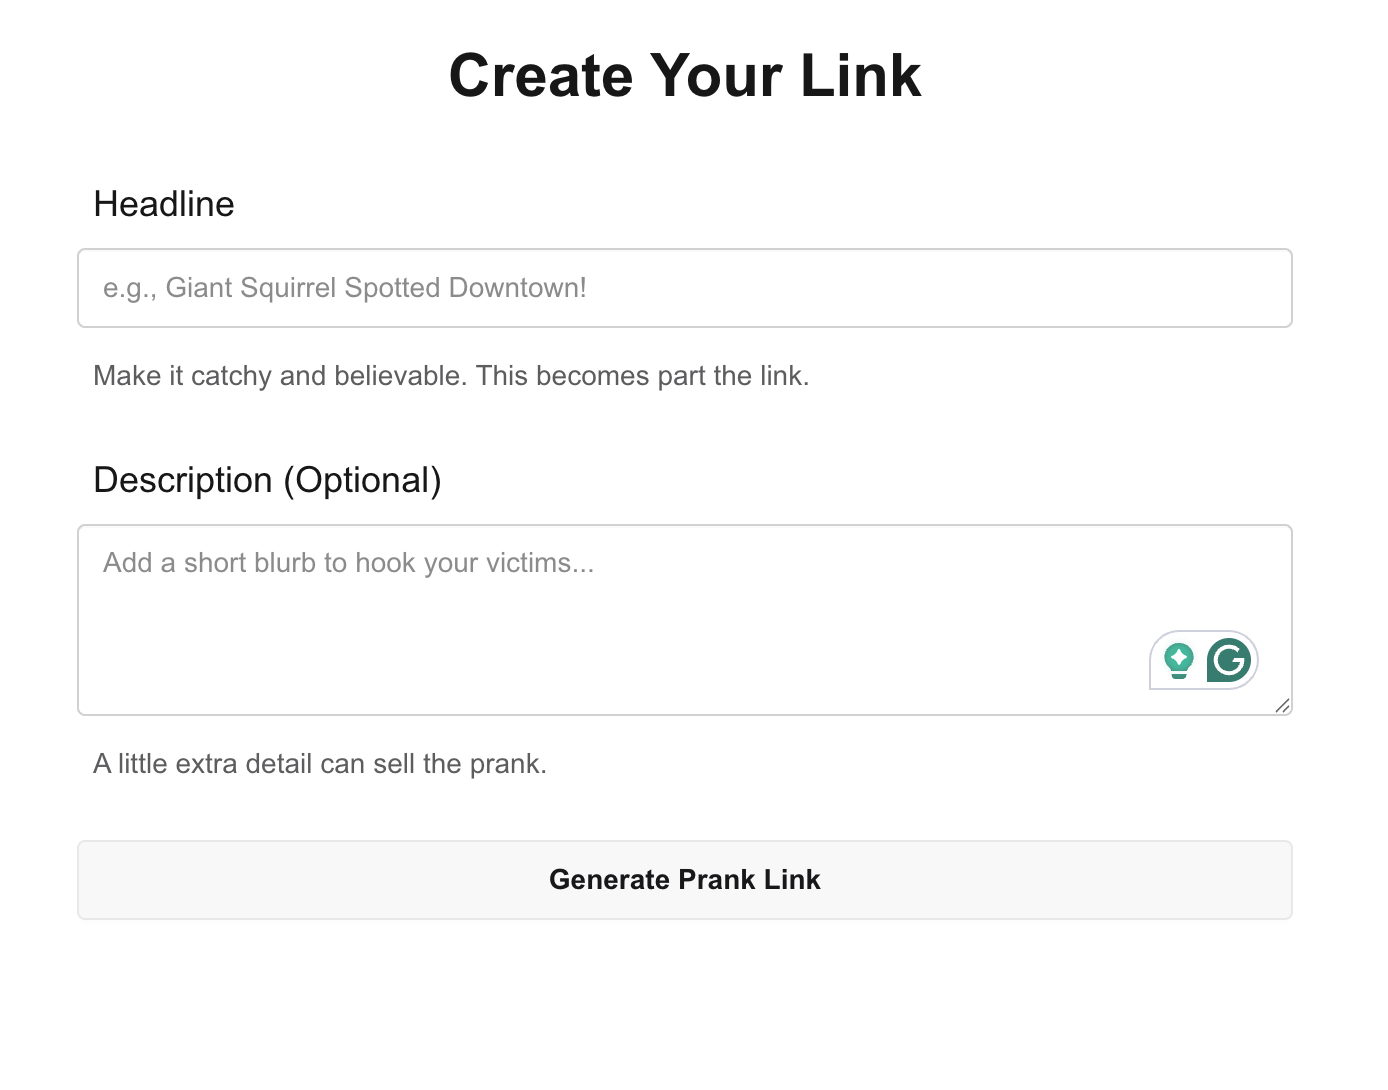 Create Your Link
Headline
e.g., Giant Squirrel Spotted Downtown!
Make it catchy and believable. This becomes part the link.
Description (Optional)
Add a short blurb to hook your victims...
A little extra detail can sell the prank.
Generate Prank Link